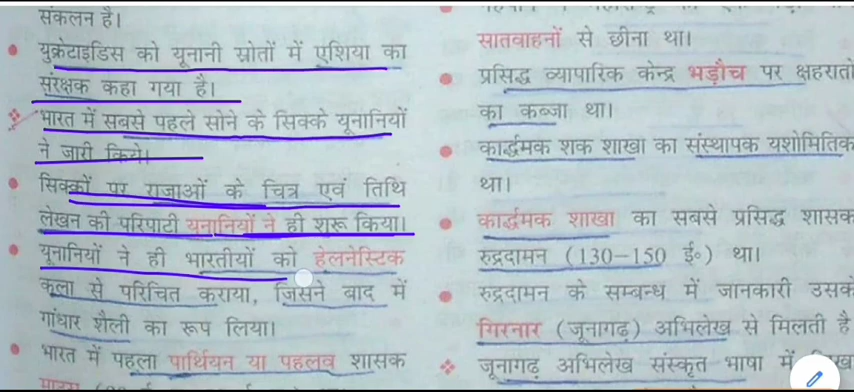 संकलन है।
युक्रेटाइडिस को यूनानी स्रोतों में एशिया का
संरक्षक कहा गया है।
भारत में सबसे पहले सोने के सिक्के यूनानियों
ने जारी किये।
सिक्कों पर राजाओं के चित्र एवं तिथि
लेखन की परिपाटी यूनानियों ने ही शुरू किया।
यूनानियों ने ही भारतीयों को हेलनेस्टिक
कला से परिचित कराया, जिसने बाद में
गांधार शैली का रूप लिया।
भारत में पहला पार्थियन या पहलव शासक
सातवाहनों से छीना था।
प्रसिद्ध व्यापारिक केन्द्र भड़ौच पर क्षहरातो
का कब्जा था।
कार्द्धमक शक शाखा का संस्थापक यशोमितिक
था।
कार्द्धमक शाखा का सबसे प्रसिद्ध शासक
रुद्रदामन (130–150 ई०) था।
रुद्रदामन के सम्बन्ध में जानकारी उसके
गिरनार (जूनागढ़) अभिलेख से मिलती है
जूनागढ़ अभिलेख संस्कृत भाषा में